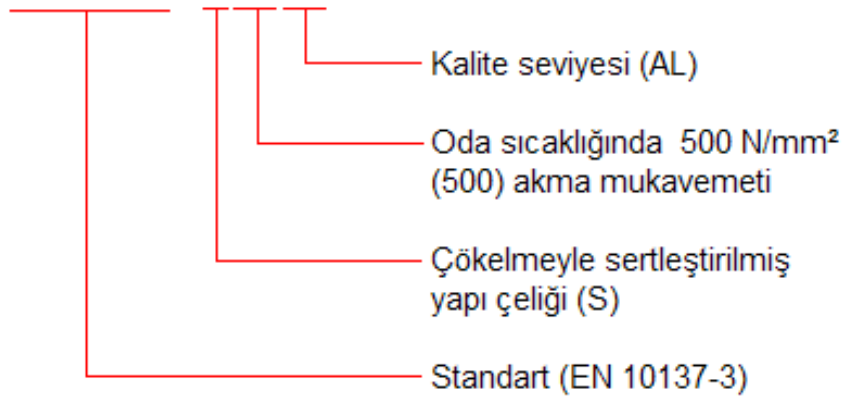 Kalite seviyesi (AL)
Oda sıcaklığında 500 N/mm²
(500) akma mukavemeti
Çökelmeyle sertleştirilmiş
yapı çeliği (S)
Standart (EN 10137-3)